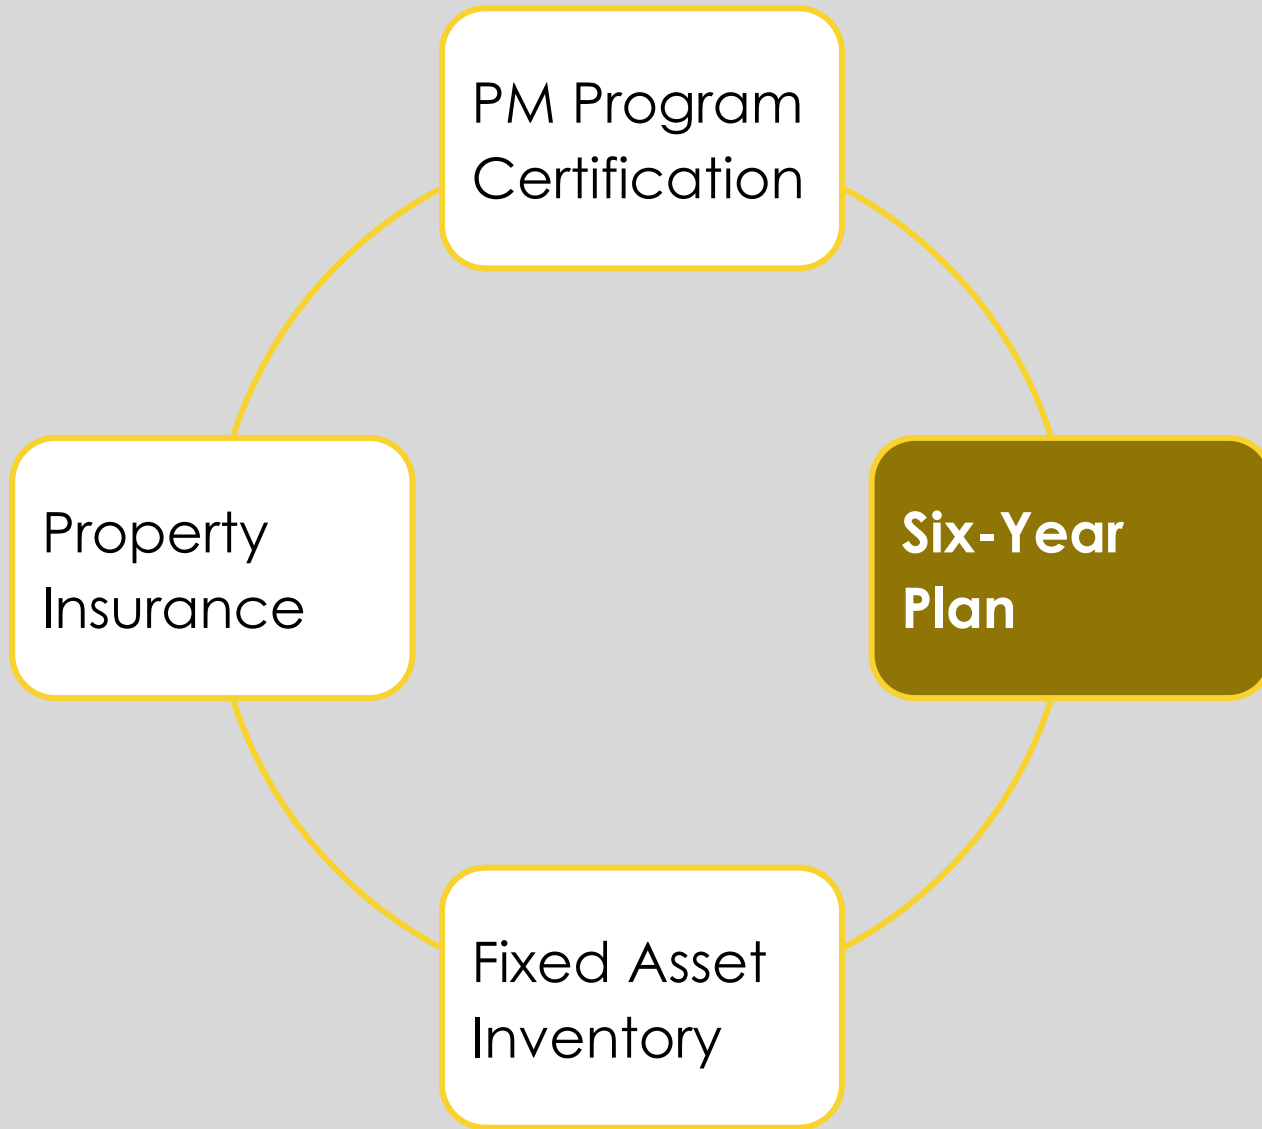 PM Program
Certification
Property
Insurance
Six-Year
Plan
Fixed Asset
Inventory